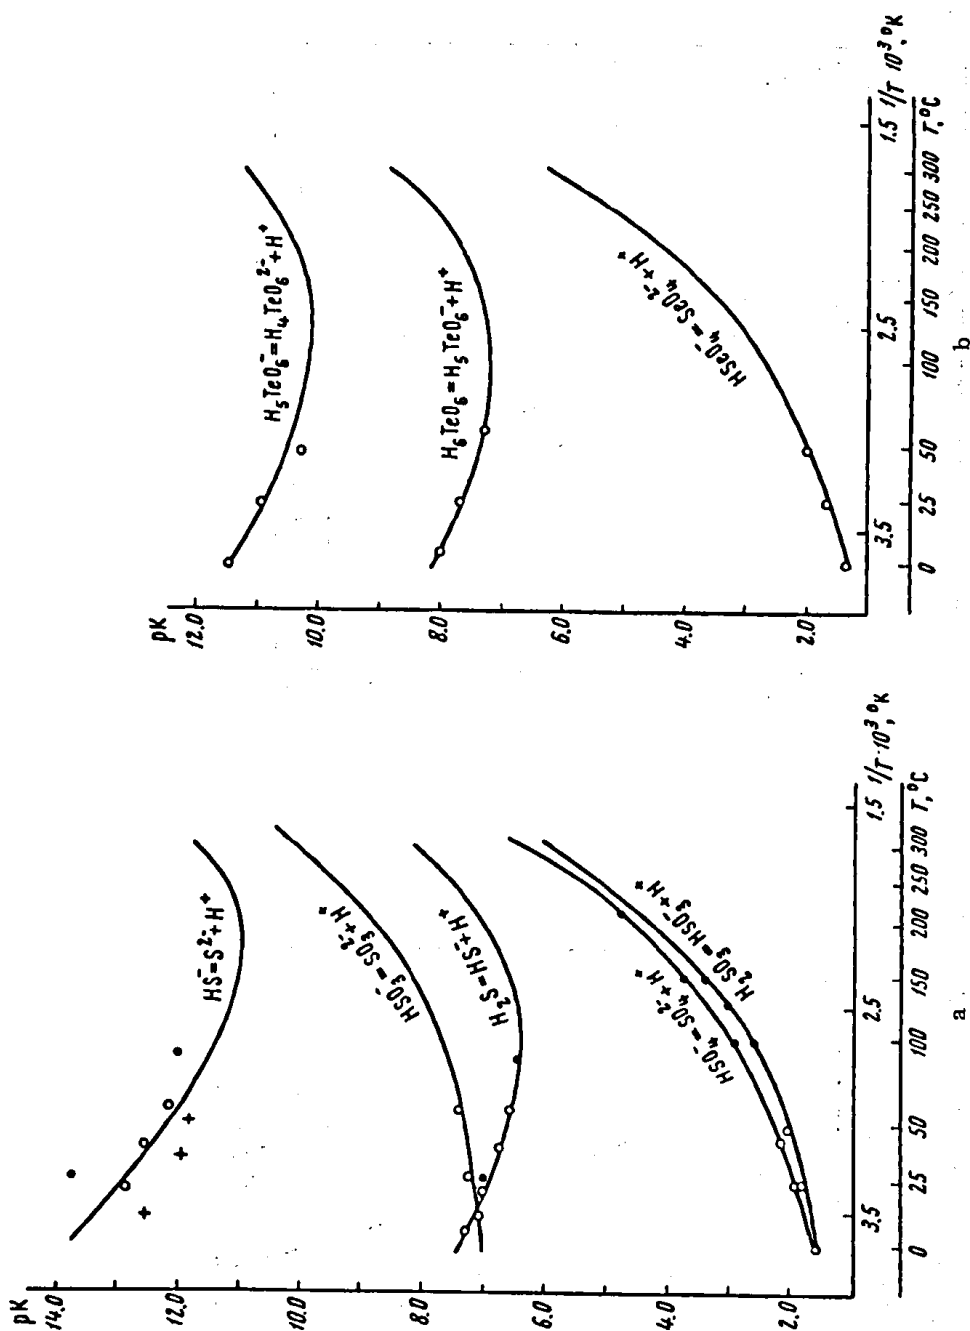 pK
14.0
12.0
10.0
8.0
6.0
4.0
2.0
HS⁻=S²⁻+H⁺
HSO₃⁻=SO₃²⁻+H⁺
H₂S=HS⁻+H⁺
HSO₄⁻=SO₄²⁻+H⁺
H₂SO₃=HSO₃⁻+H⁺
3.5 2.5 1.5 1/T·10³,°K
0 25 50 100 150 200 250 300 T,°C
a
pK
12.0
10.0
8.0
6.0
4.0
2.0
H₅TeO₆⁻=H₄TeO₆²⁻+H⁺
H₆TeO₆=H₅TeO₆⁻+H⁺
HSeO₄⁻=SeO₄²⁻+H⁺
3.5 2.5 1.5 1/T 10³,°K
0 25 50 100 150 200 250 300 T,°C
b